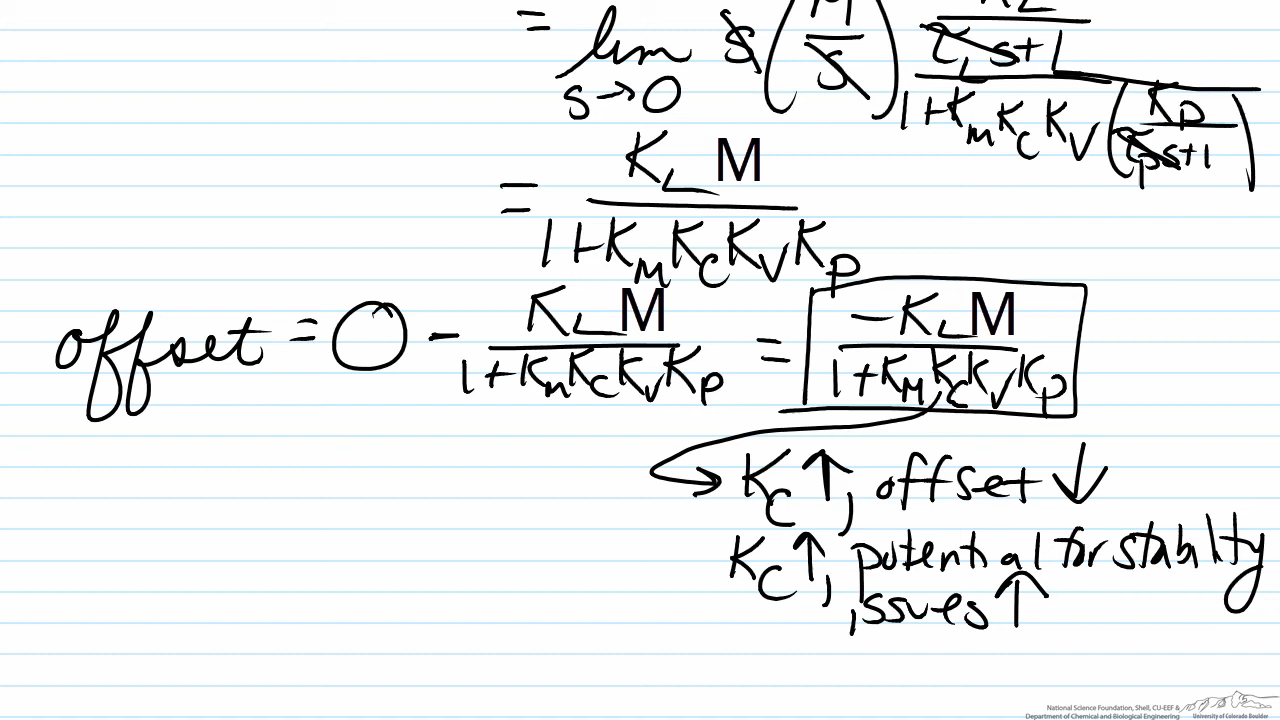 = lim s→0 s(M/s) (K_L/(τ_L s+1))/(1+K_m K_c K_V (K_p/(τ_p s+1)))
= K_L M/(1+K_M K_C K_V K_p)
offset = 0 - K_L M/(1+K_m K_C K_V K_p) = -K_L M/(1+K_M K_C K_V K_p)
→ K_C ↑, offset ↓
K_C ↑, potential for stability
issues ↑
National Science Foundation, Shell, CU-EEF &
Department of Chemical and Biological Engineering
University of Colorado Boulder